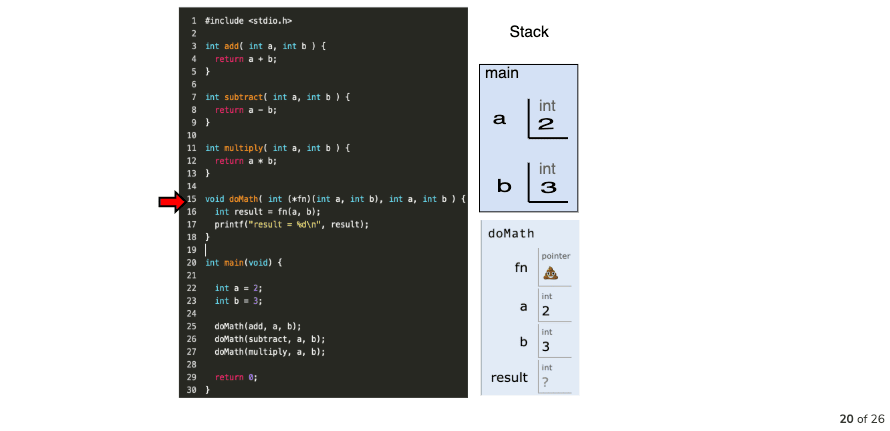 1 #include <stdio.h>
2
3 int add( int a, int b ) {
4 return a + b;
5 }
6
7 int subtract( int a, int b ) {
8 return a - b;
9 }
10
11 int multiply( int a, int b ) {
12 return a * b;
13 }
14
15 void doMath( int (*fn)(int a, int b), int a, int b ) {
16 int result = fn(a, b);
17 printf("result = %d\n", result);
18 }
19
20 int main(void) {
21
22 int a = 2;
23 int b = 3;
24
25 doMath(add, a, b);
26 doMath(subtract, a, b);
27 doMath(multiply, a, b);
28
29 return 0;
30 }
Stack
main
int
a 2
int
b 3
doMath
pointer
fn 💩
int
a 2
int
b 3
int
result ?
20 of 26